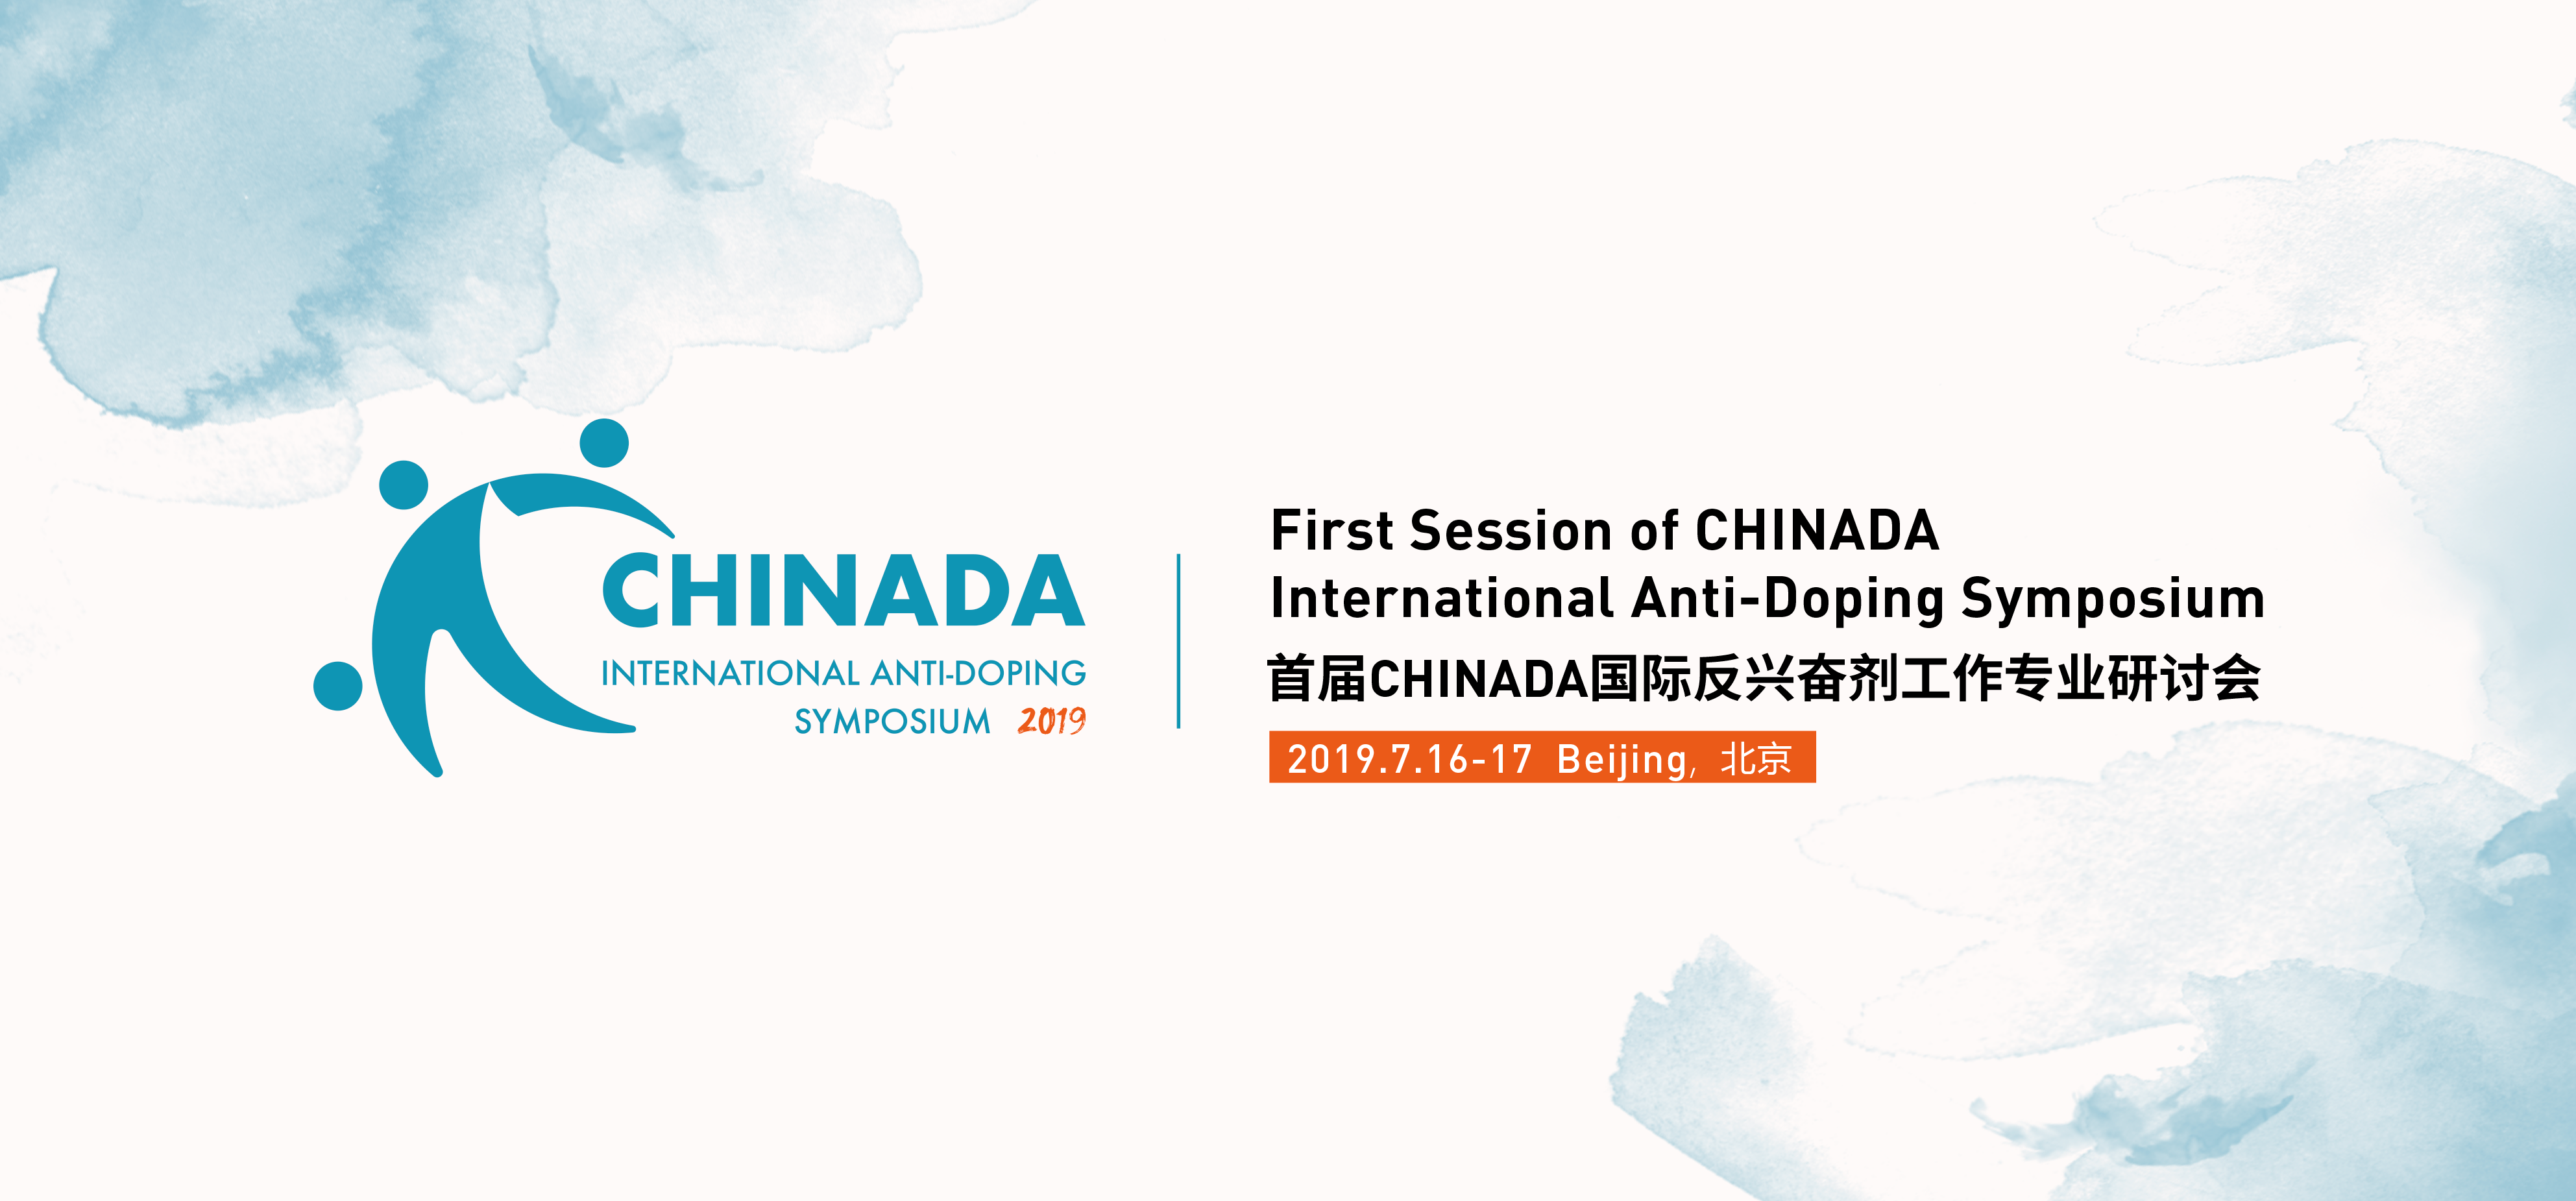 CHINADA
INTERNATIONAL ANTI-DOPING
SYMPOSIUM 2019
First Session of CHINADA
International Anti-Doping Symposium
首届CHINADA国际反兴奋剂工作专业研讨会
2019.7.16-17 Beijing, 北京